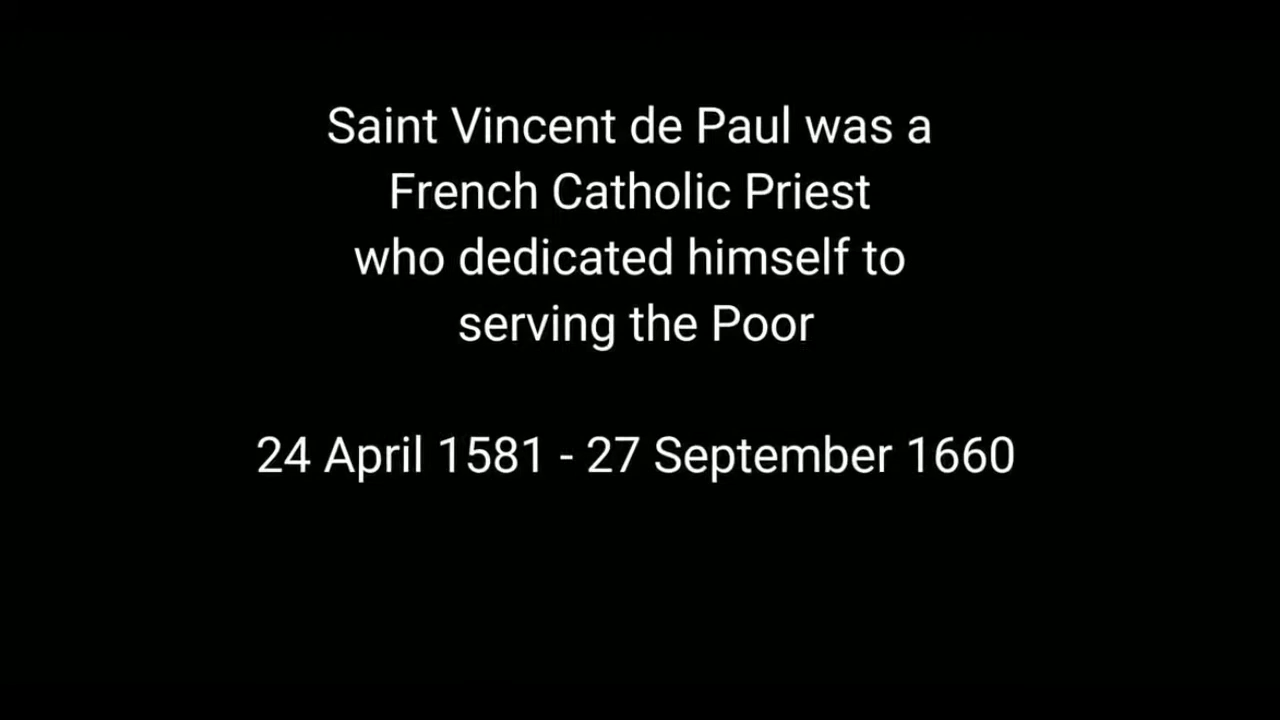 Saint Vincent de Paul was a
French Catholic Priest
who dedicated himself to
serving the Poor
24 April 1581 - 27 September 1660